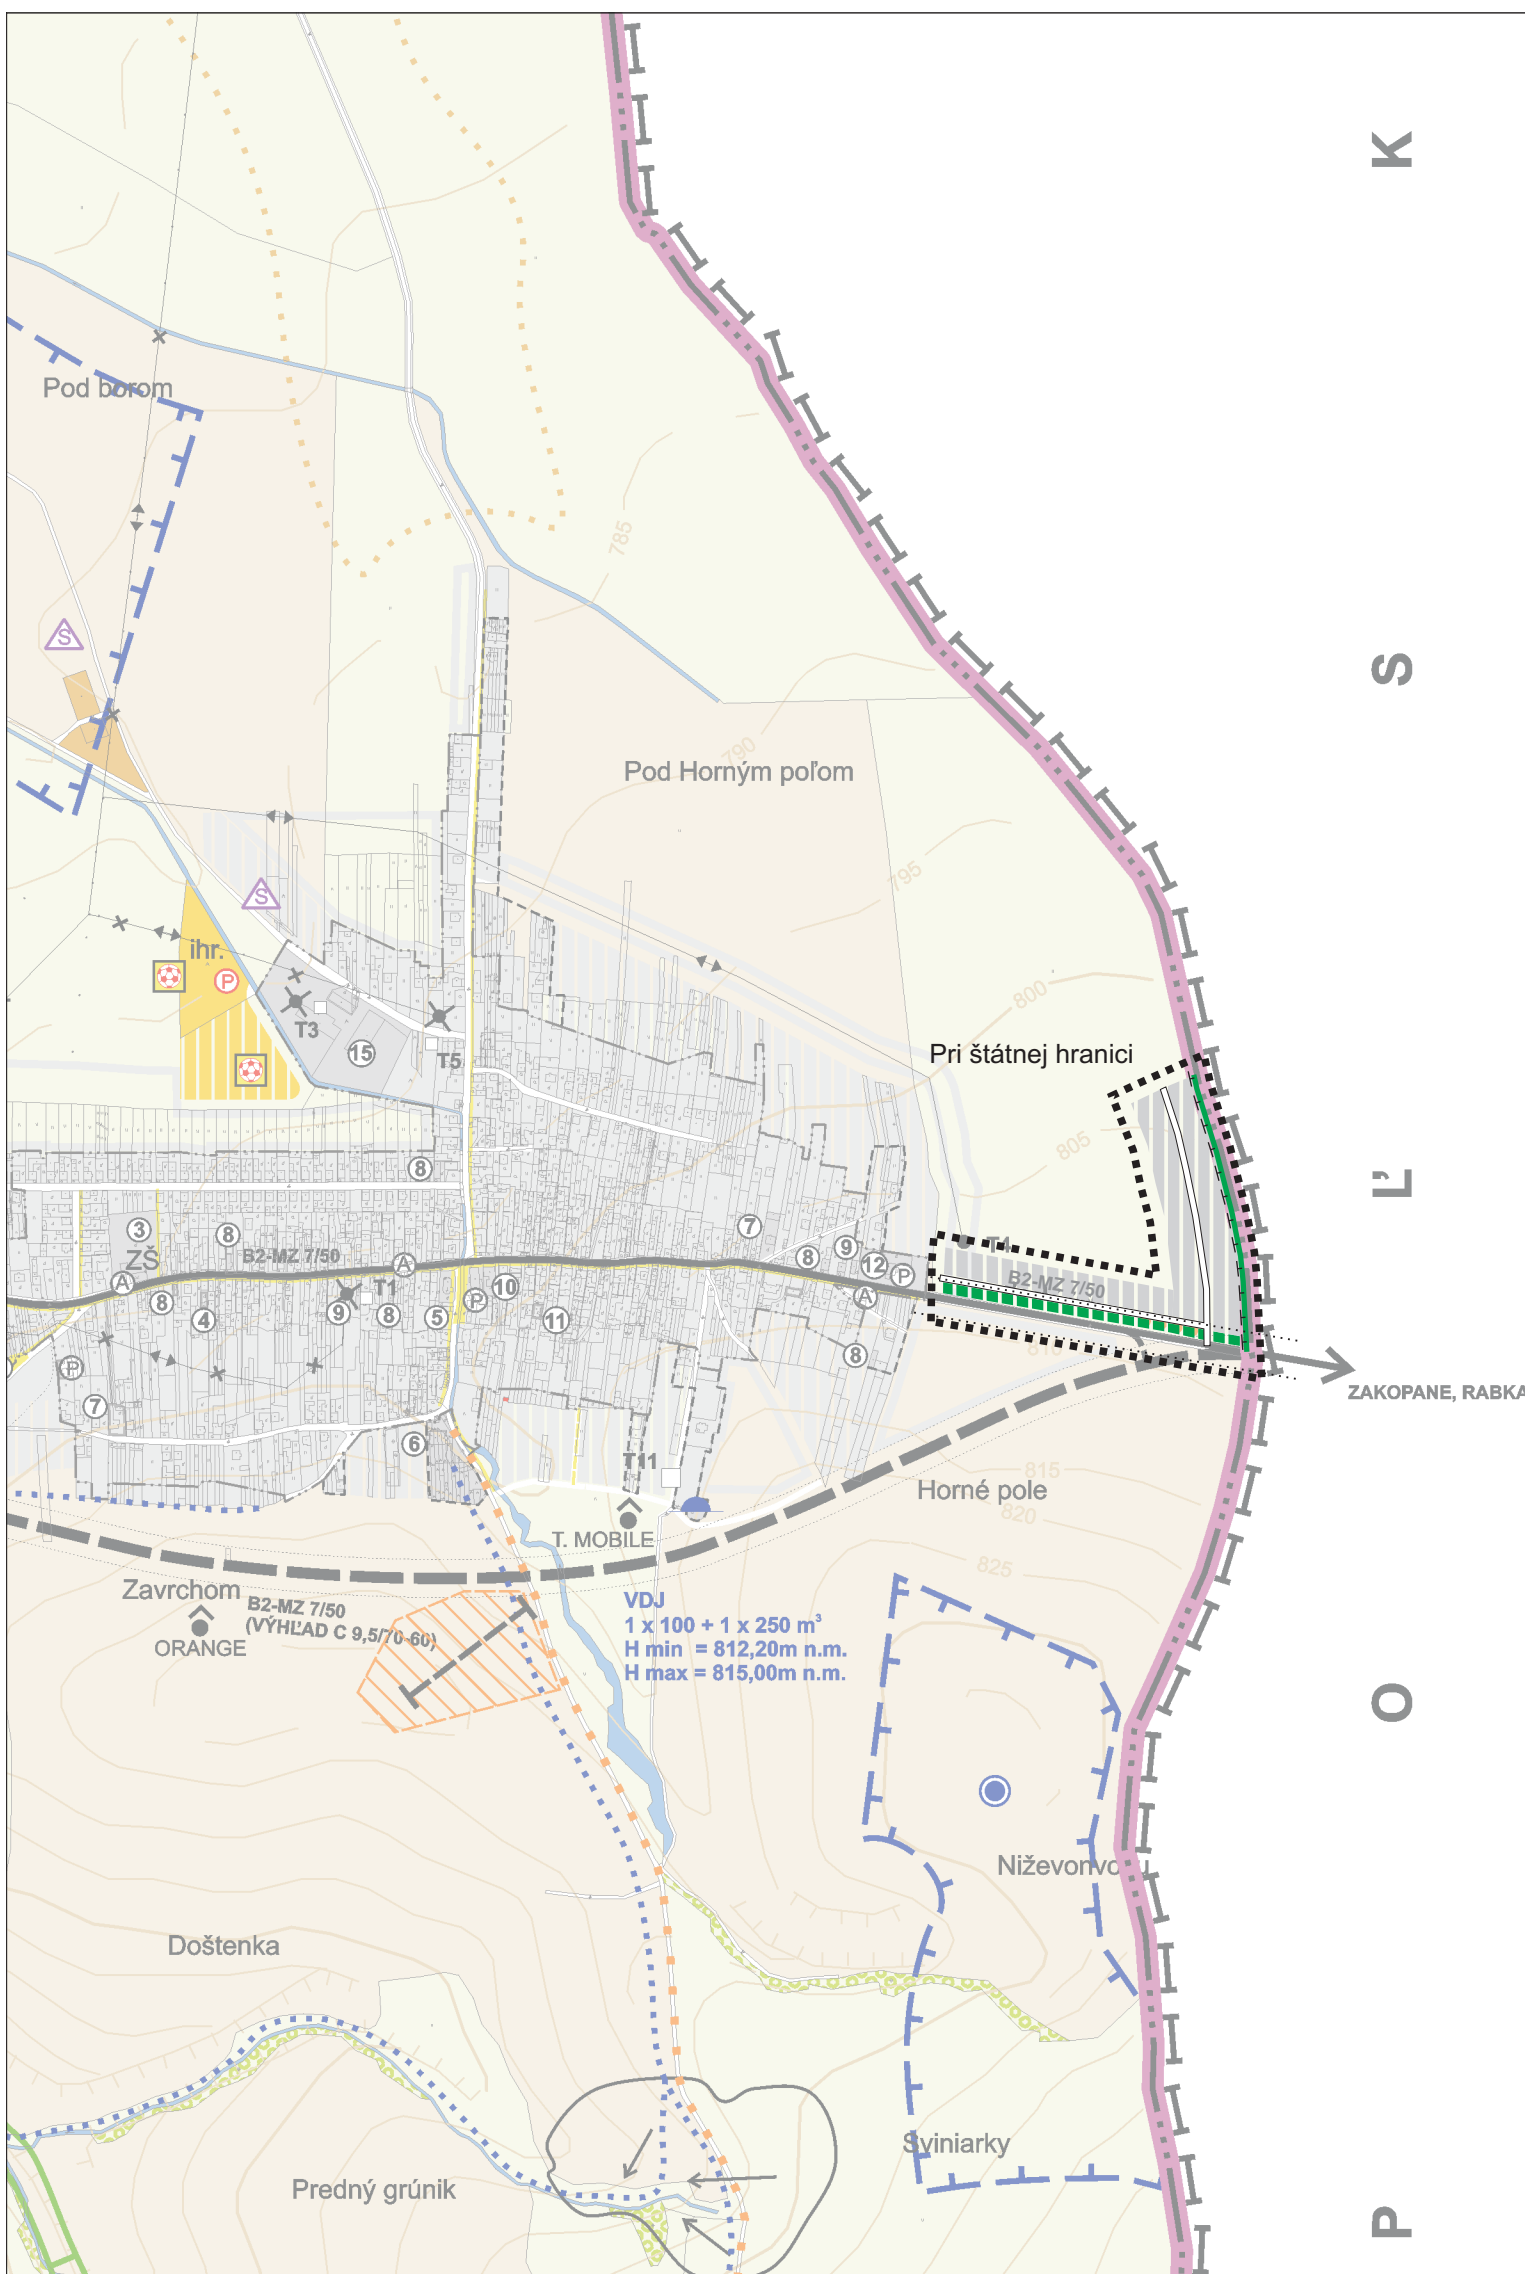 K
S
Ľ
O
P
Pod borom
785
S
790
Pod Horným poľom
795
S
ihr.
P
800
T3
15
T5
Pri štátnej hranici
805
8
3
ZŠ
8
B2-MZ 7/50
A
A
7
8
9
12
P
T4
B2-MZ 7/50
8
4
9
T1
8
5
P
10
11
A
8
810
ZAKOPANE, RABKA
P
7
6
T11
815
Horné pole
820
T. MOBILE
825
Zavrchom
ORANGE
B2-MZ 7/50
(VÝHĽAD C 9,5/70-60)
VDJ
1 x 100 + 1 x 250 m³
H min = 812,20m n.m.
H max = 815,00m n.m.
Doštenka
Sviniarky
Predný grúnik